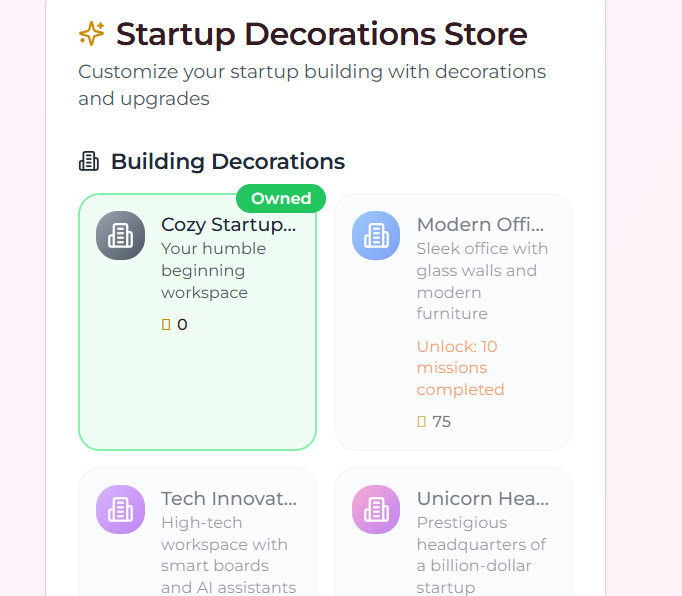 Startup Decorations Store
Customize your startup building with decorations
and upgrades
Building Decorations
Owned
Cozy Startup...
Your humble
beginning
workspace
0
Modern Offi...
Sleek office with
glass walls and
modern
furniture
Unlock: 10
missions
completed
75
Tech Innovat...
High-tech
workspace with
smart boards
and AI assistants
Unicorn Hea...
Prestigious
headquarters of
a billion-dollar
startup